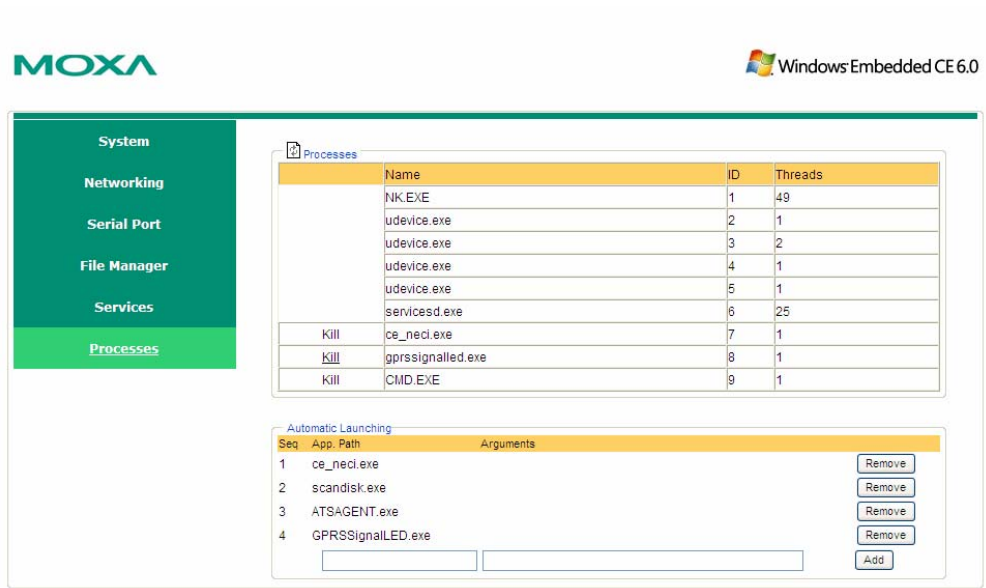 MOXA
Windows Embedded CE 6.0
System
Networking
Serial Port
File Manager
Services
Processes
Processes
Name ID Threads
NK.EXE 1 49
udevice.exe 2 1
udevice.exe 3 2
udevice.exe 4 1
udevice.exe 5 1
servicesd.exe 6 25
Kill ce_neci.exe 7 1
Kill gprssignalled.exe 8 1
Kill CMD.EXE 9 1
Automatic Launching
Seq App. Path Arguments
1 ce_neci.exe Remove
2 scandisk.exe Remove
3 ATSAGENT.exe Remove
4 GPRSSignalLED.exe Remove
Add